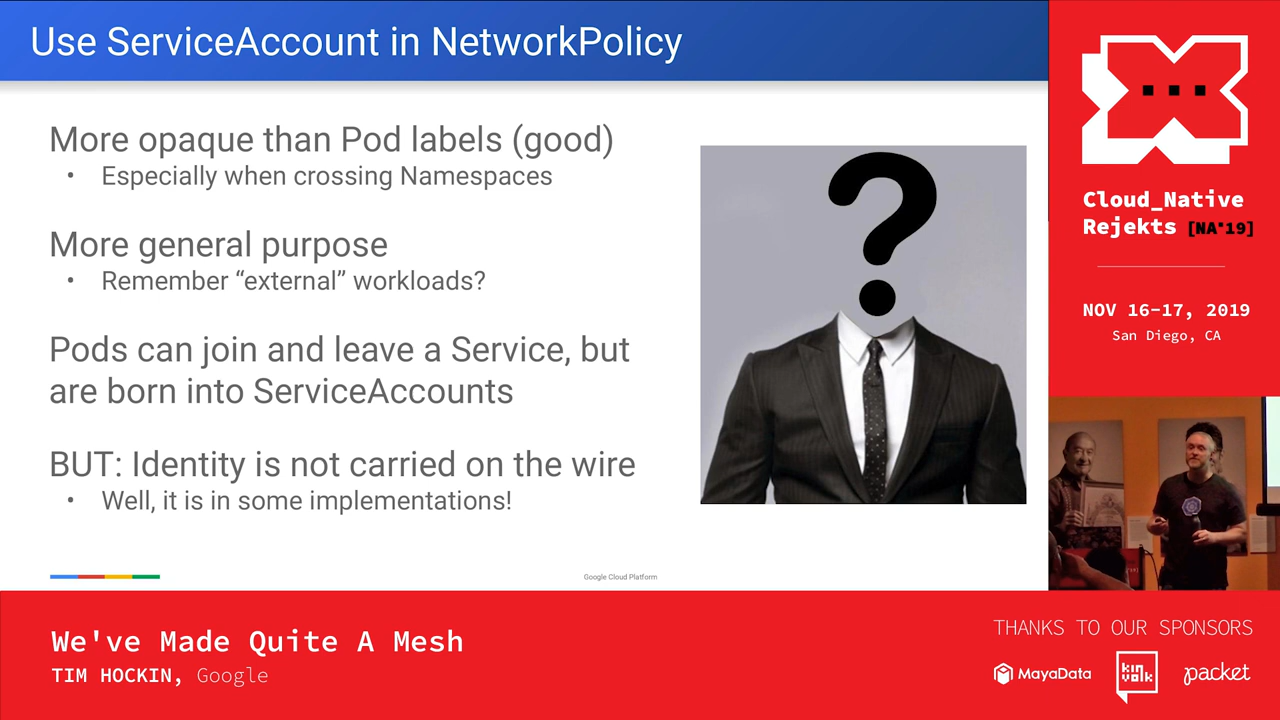 Use ServiceAccount in NetworkPolicy
More opaque than Pod labels (good)
• Especially when crossing Namespaces
More general purpose
• Remember “external” workloads?
Pods can join and leave a Service, but
are born into ServiceAccounts
BUT: Identity is not carried on the wire
• Well, it is in some implementations!
?
Google Cloud Platform
Cloud_Native
Rejekts [NA'19]
NOV 16-17, 2019
San Diego, CA
We've Made Quite A Mesh
TIM HOCKIN, Google
THANKS TO OUR SPONSORS
MayaData
kin
volk
packet